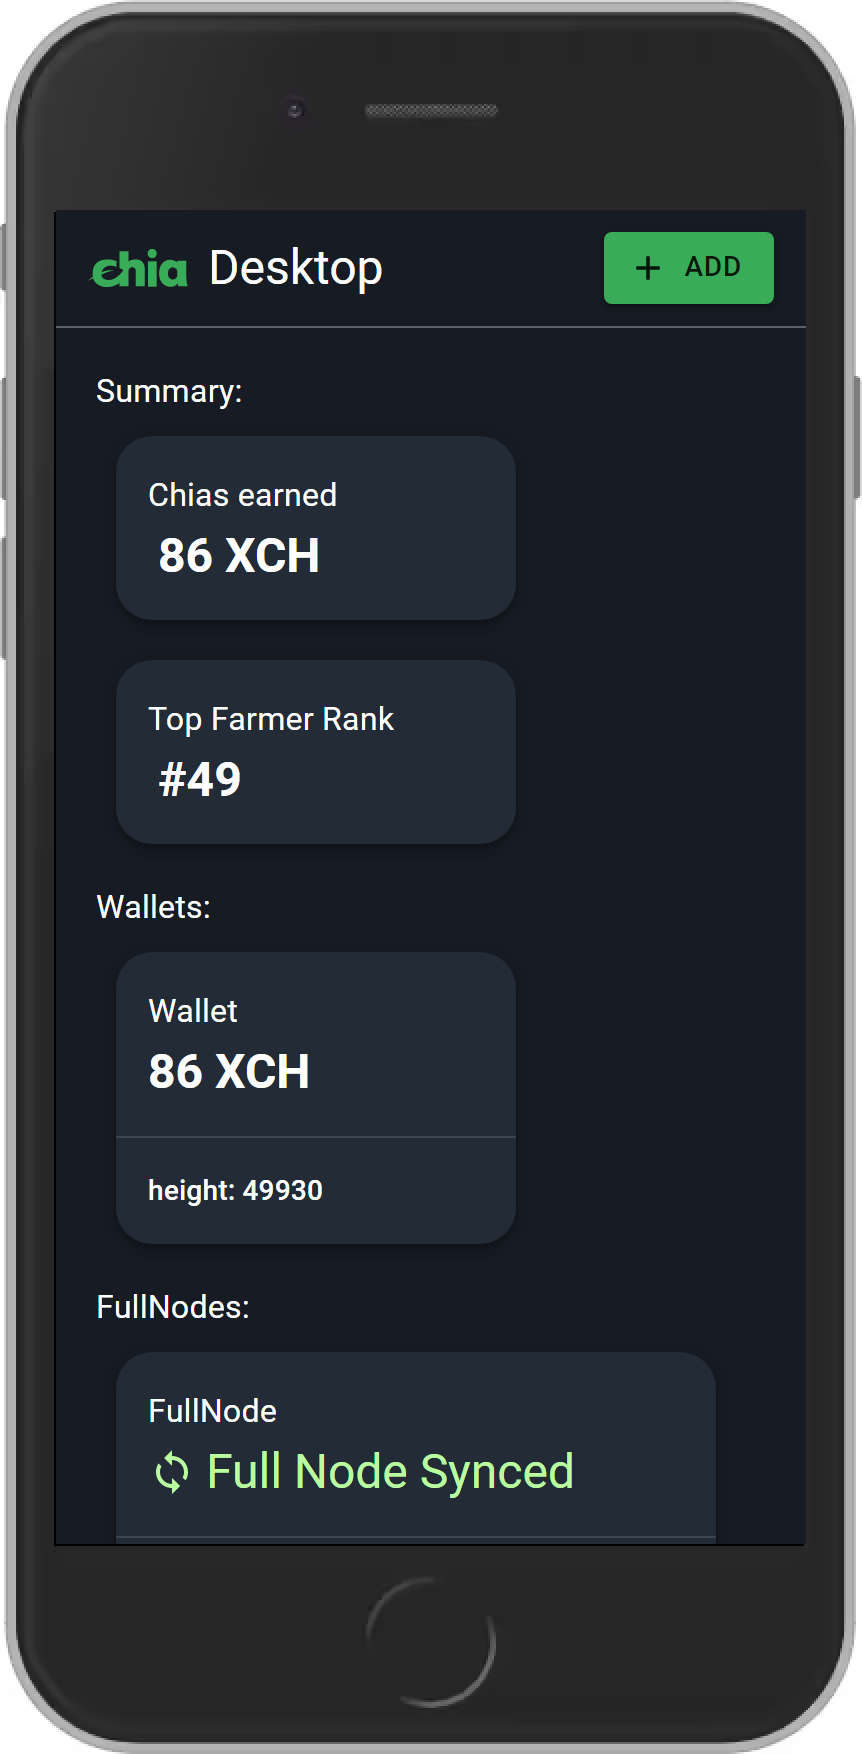 chia Desktop
+ ADD
Summary:
Chias earned
86 XCH
Top Farmer Rank
#49
Wallets:
Wallet
86 XCH
height: 49930
FullNodes:
FullNode
Full Node Synced